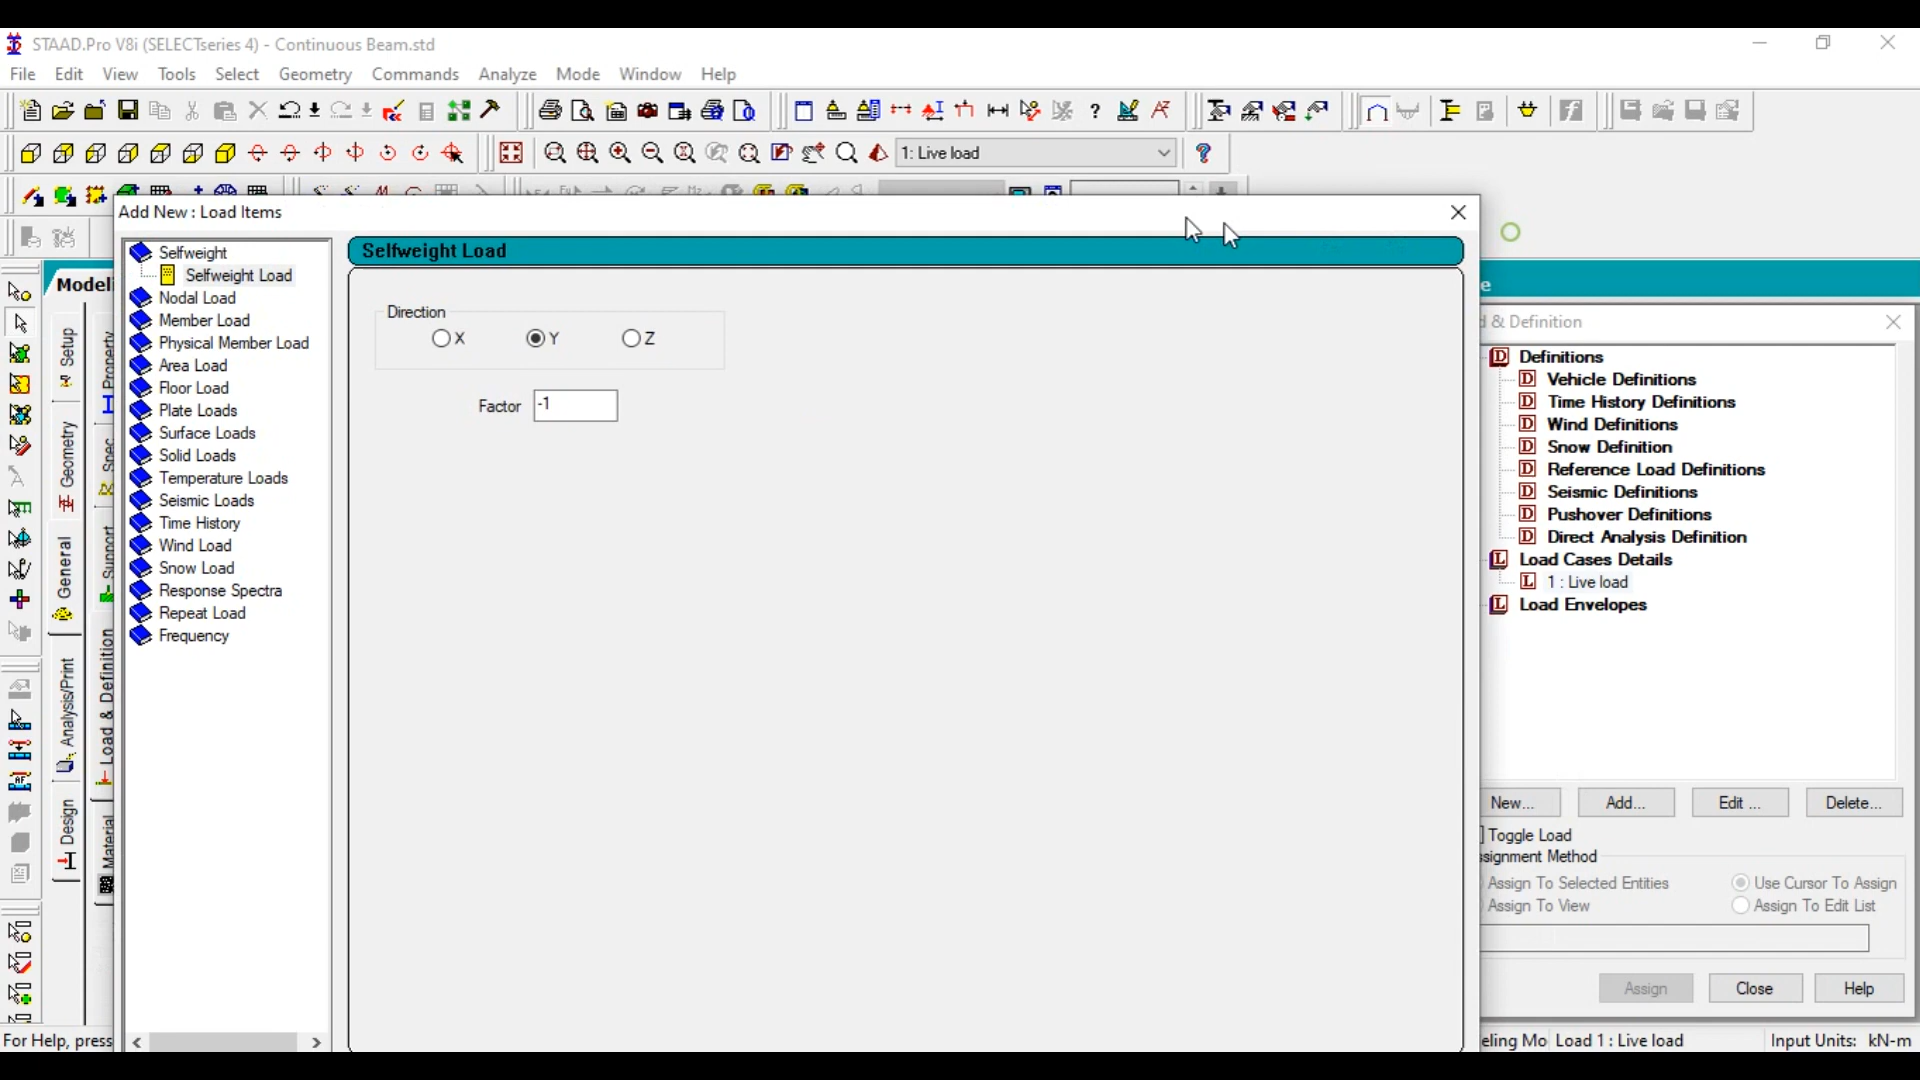 STAAD.Pro V8i (SELECTseries 4) - Continuous Beam.std
File Edit View Tools Select Geometry Commands Analyze Mode Window Help
1: Live load
Add New : Load Items
Selfweight
Selfweight Load
Nodal Load
Member Load
Physical Member Load
Area Load
Floor Load
Plate Loads
Surface Loads
Solid Loads
Temperature Loads
Seismic Loads
Time History
Wind Load
Snow Load
Response Spectra
Repeat Load
Frequency
Selfweight Load
Direction
X Y Z
Factor -1
Modeli
Setup
Geometry
General
Analysis/Print
Design
Property
Spec
Support
Load & Definition
Material
e
& Definition
Definitions
Vehicle Definitions
Time History Definitions
Wind Definitions
Snow Definition
Reference Load Definitions
Seismic Definitions
Pushover Definitions
Direct Analysis Definition
Load Cases Details
1 : Live load
Load Envelopes
New... Add... Edit ... Delete...
Toggle Load
signment Method
Assign To Selected Entities Use Cursor To Assign
Assign To View Assign To Edit List
Assign Close Help
For Help, press
eling Mo Load 1 : Live load Input Units: kN-m